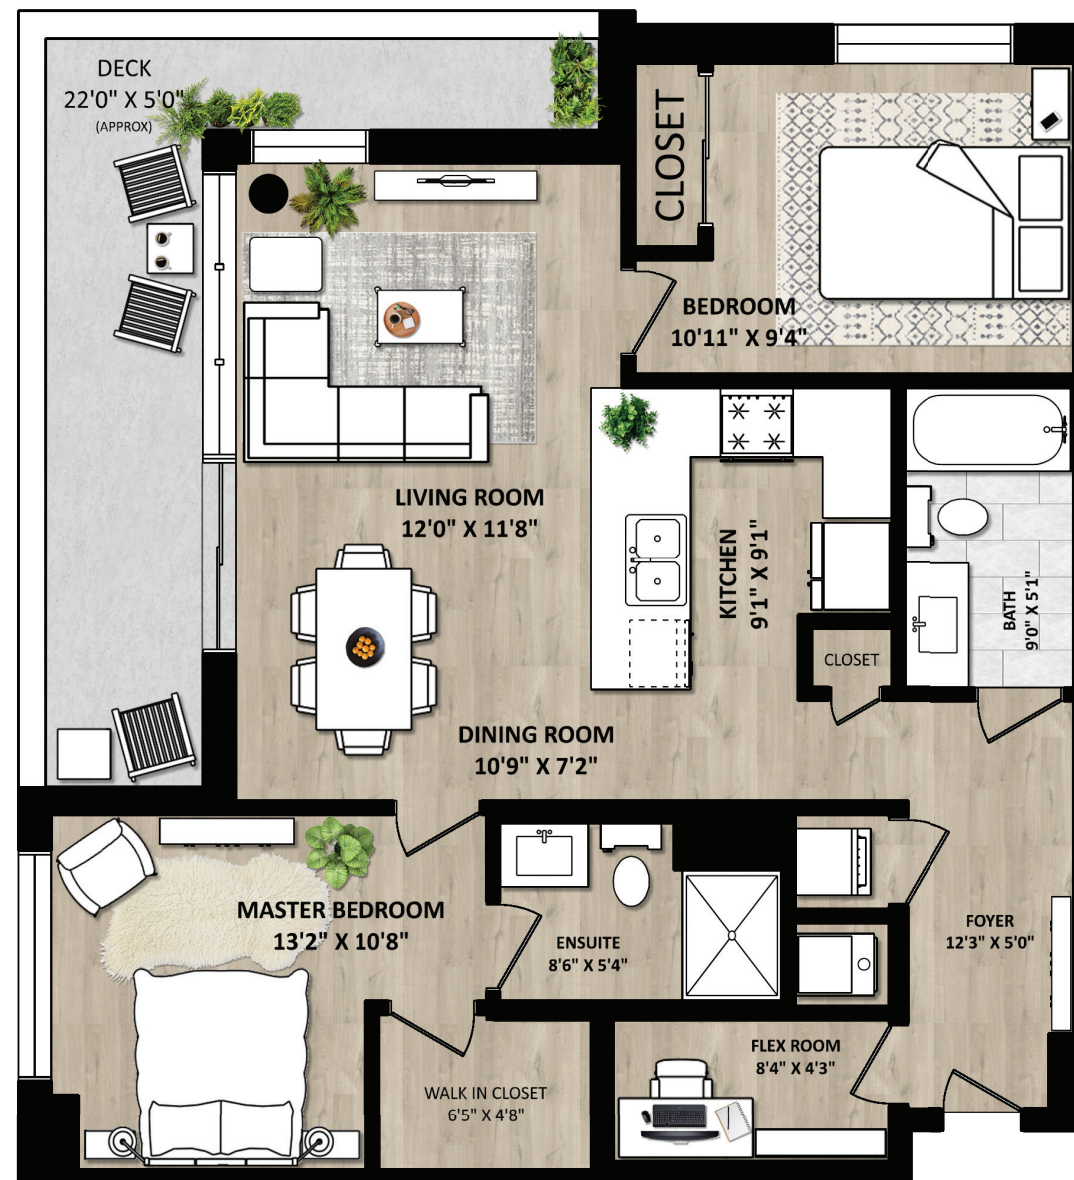 DECK
22'0" X 5'0"
(APPROX)
CLOSET
BEDROOM
10'11" X 9'4"
LIVING ROOM
12'0" X 11'8"
KITCHEN
9'1" X 9'1"
BATH
9'0" X 5'1"
CLOSET
DINING ROOM
10'9" X 7'2"
MASTER BEDROOM
13'2" X 10'8"
ENSUITE
8'6" X 5'4"
FOYER
12'3" X 5'0"
FLEX ROOM
8'4" X 4'3"
WALK IN CLOSET
6'5" X 4'8"